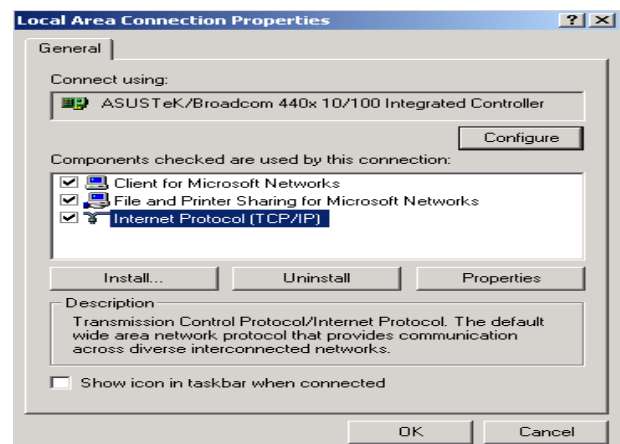 Local Area Connection Properties
General
Connect using:
ASUSTeK/Broadcom 440x 10/100 Integrated Controller
Configure
Components checked are used by this connection:
Client for Microsoft Networks
File and Printer Sharing for Microsoft Networks
Internet Protocol (TCP/IP)
Install...    Uninstall    Properties
Description
Transmission Control Protocol/Internet Protocol. The default
wide area network protocol that provides communication
across diverse interconnected networks.
Show icon in taskbar when connected
OK    Cancel